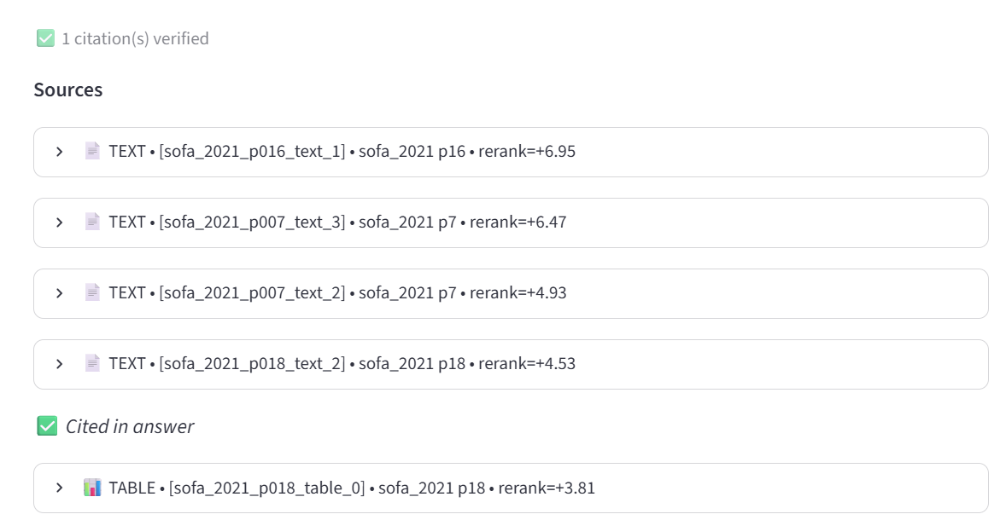 1 citation(s) verified
Sources
TEXT • [sofa_2021_p016_text_1] • sofa_2021 p16 • rerank=+6.95
TEXT • [sofa_2021_p007_text_3] • sofa_2021 p7 • rerank=+6.47
TEXT • [sofa_2021_p007_text_2] • sofa_2021 p7 • rerank=+4.93
TEXT • [sofa_2021_p018_text_2] • sofa_2021 p18 • rerank=+4.53
Cited in answer
TABLE • [sofa_2021_p018_table_0] • sofa_2021 p18 • rerank=+3.81